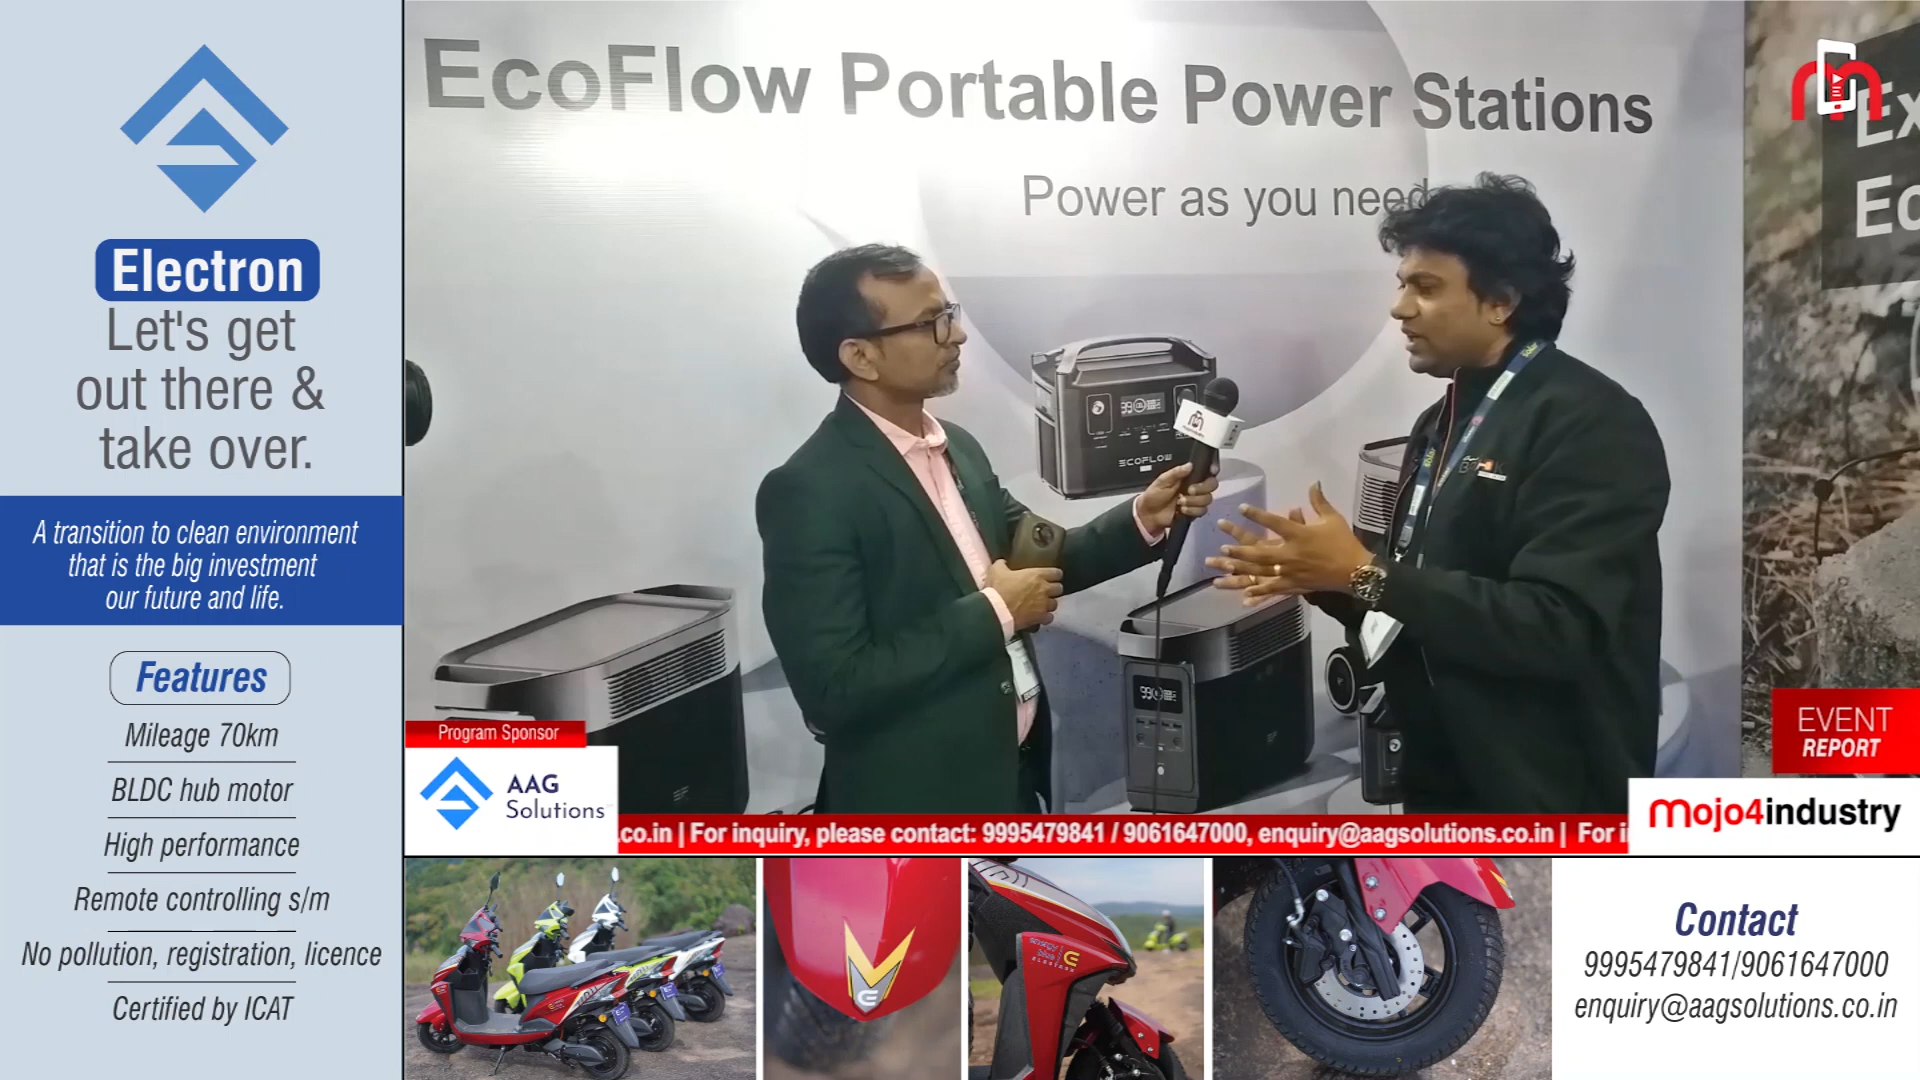 Electron
Let's get
out there &
take over.
A transition to clean environment
that is the big investment
our future and life.
Features
Mileage 70km
BLDC hub motor
High performance
Remote controlling s/m
No pollution, registration, licence
Certified by ICAT
EcoFlow Portable Power Stations
Power as you need
Ex
Ec
ECOFLOW
EVENT
REPORT
Program Sponsor
AAG
Solutions
.co.in | For inquiry, please contact: 9995479841 / 9061647000, enquiry@aagsolutions.co.in | For i
mojo4industry
Contact
9995479841/9061647000
enquiry@aagsolutions.co.in